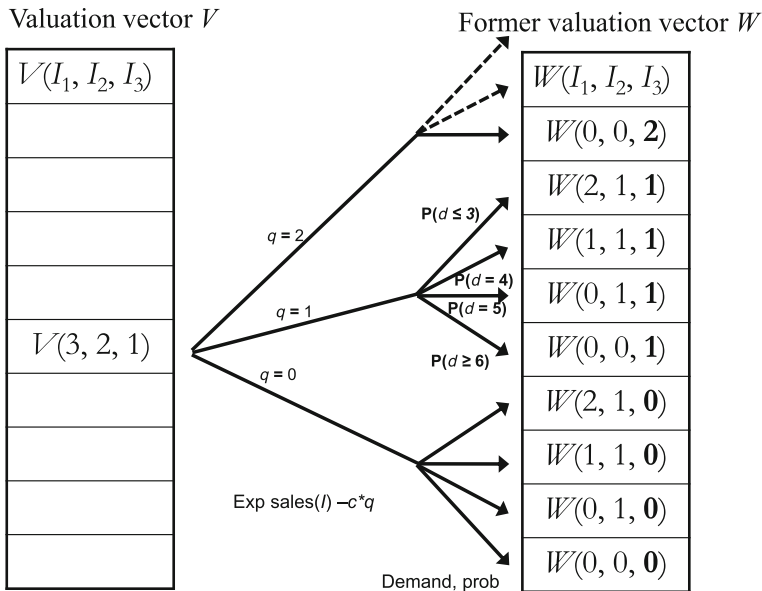 Valuation vector V
Former valuation vector W
V(I₁, I₂, I₃)
W(I₁, I₂, I₃)
W(0, 0, 2)
W(2, 1, 1)
P(d ≤ 3)
W(1, 1, 1)
q = 2
P(d = 4)
W(0, 1, 1)
q = 1
P(d = 5)
V(3, 2, 1)
W(0, 0, 1)
P(d ≥ 6)
q = 0
W(2, 1, 0)
W(1, 1, 0)
Exp sales(I) –c*q
W(0, 1, 0)
W(0, 0, 0)
Demand, prob